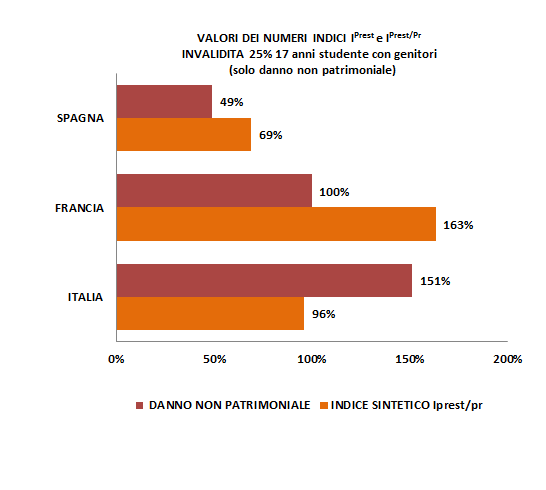 VALORI DEI NUMERI INDICI IPrest e IPrest/Pr
INVALIDITA 25% 17 anni studente con genitori
(solo danno non patrimoniale)
SPAGNA
49%
69%
FRANCIA
100%
163%
ITALIA
151%
96%
0% 50% 100% 150% 200%
DANNO NON PATRIMONIALE INDICE SINTETICO Iprest/pr